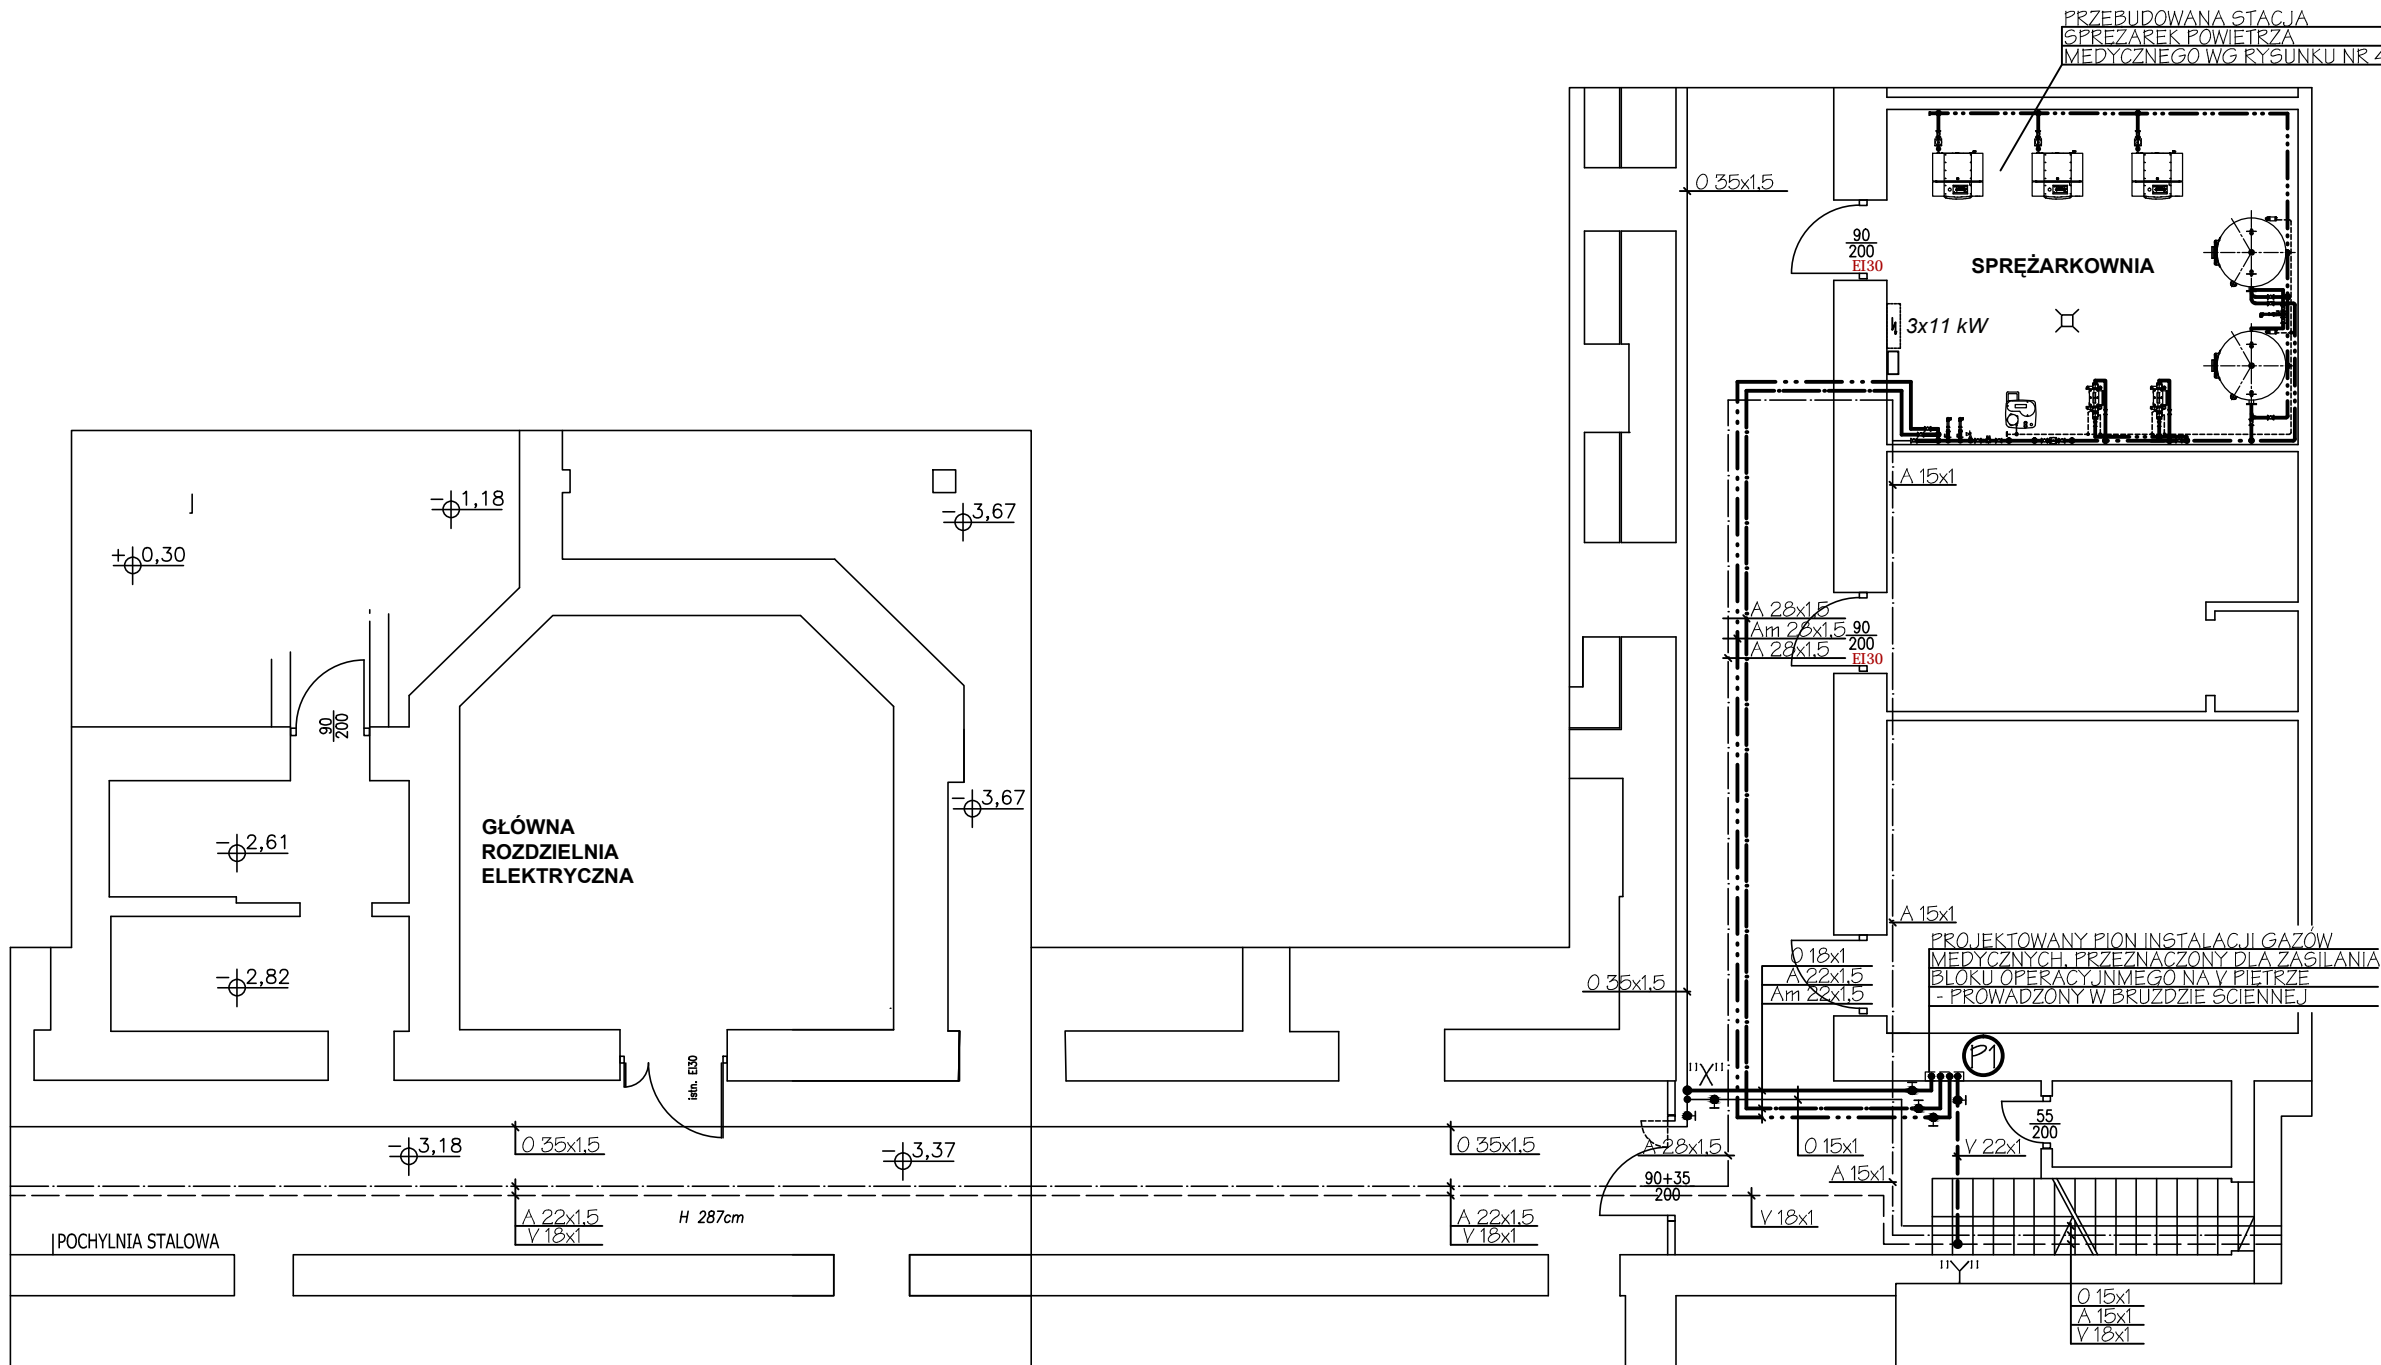 PRZEBUDOWANA STACJA
SPRĘŻAREK POWIETRZA
MEDYCZNEGO WG RYSUNKU NR 4
O 35x1,5
90
200
EI30
SPRĘŻARKOWNIA
3x11 kW
A 15x1
-1,18
-3,67
+0,30
A 28x1,5
Am 28x1,5
A 28x1,5
90
200
EI30
90
200
-3,67
GŁÓWNA
ROZDZIELNIA
ELEKTRYCZNA
-2,61
A 15x1
PROJEKTOWANY PION INSTALACJI GAZÓW
MEDYCZNYCH, PRZEZNACZONY DLA ZASILANIA
BLOKU OPERACYJNMEGO NA V PIĘTRZE
- PROWADZONY W BRUŹDZIE ŚCIENNEJ
O 18x1
A 22x1,5
Am 22x1,5
O 35x1,5
-2,82
P1
"X"
istn. EI30
55
200
-3,18
O 35x1,5
-3,37
O 35x1,5
A 28x1,5
O 15x1
V 22x1
A 15x1
90+35
200
A 22x1,5
V 18x1
H 287cm
A 22x1,5
V 18x1
V 18x1
POCHYLNIA STALOWA
"Y"
O 15x1
A 15x1
V 18x1